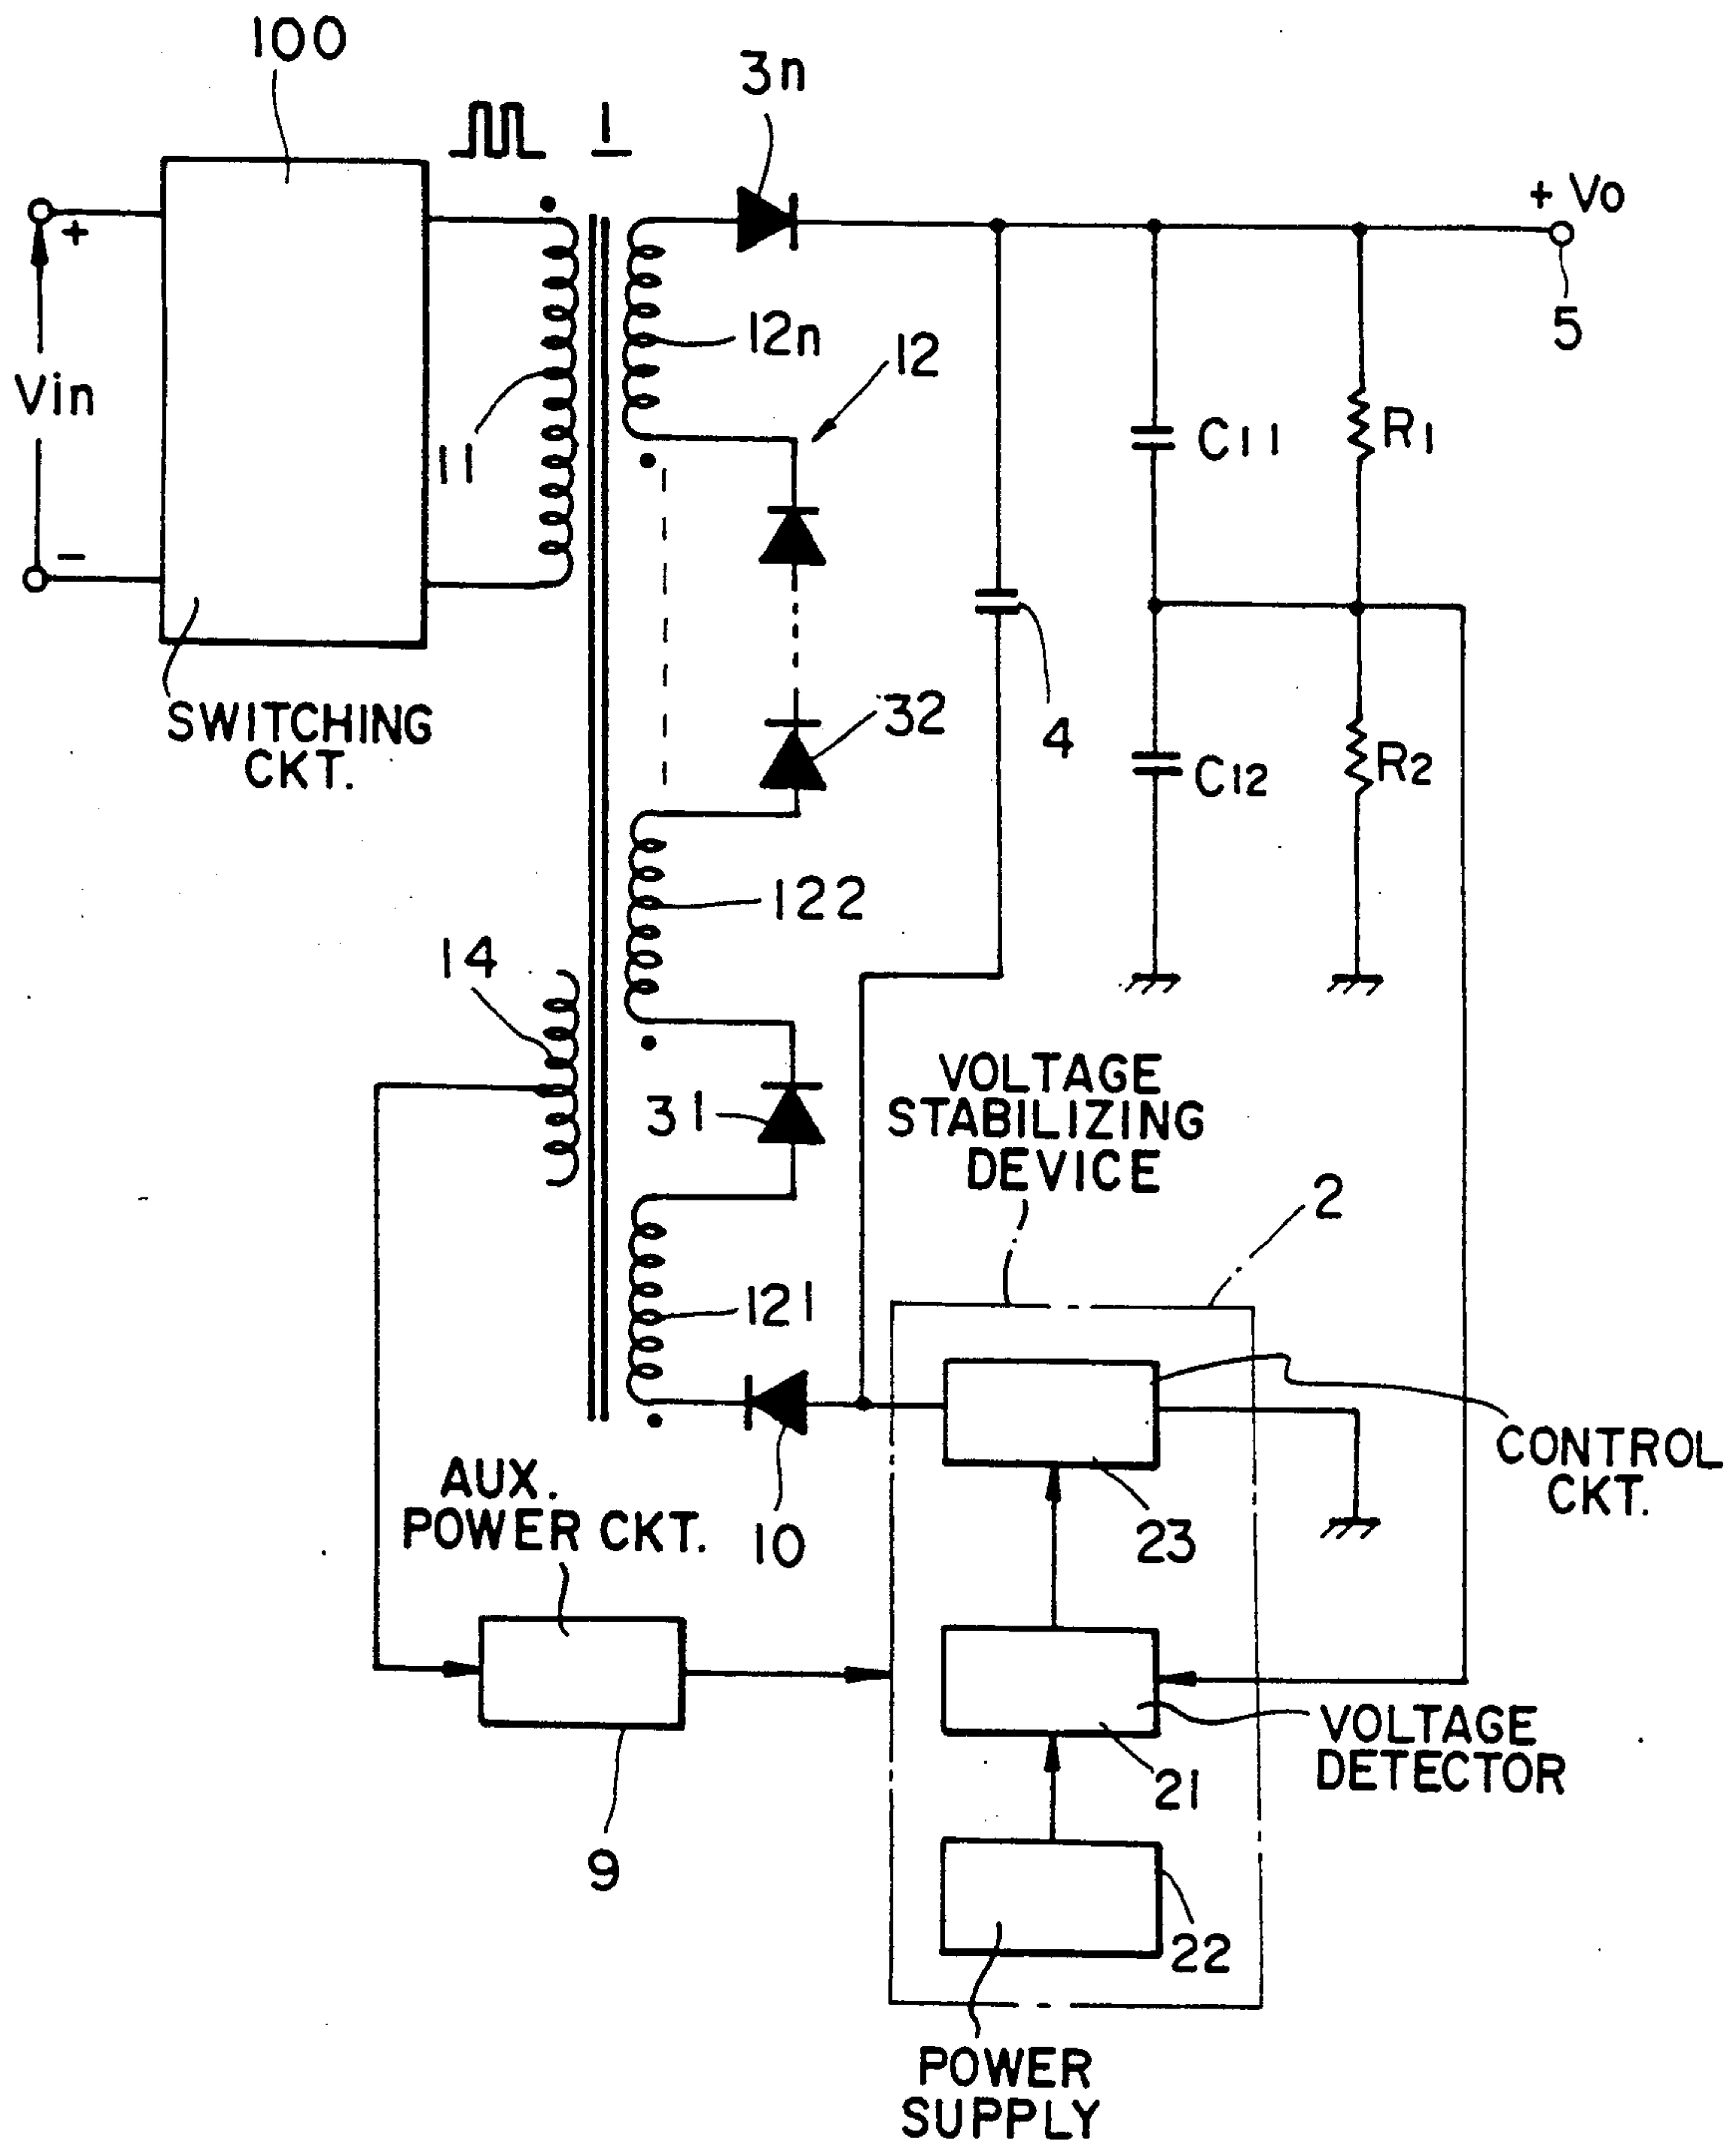 100
3n
1
+ Vo
+
5
12n
12
Vin
11
C11
R1
−
SWITCHING
CKT.
32
4
C12
R2
122
14
VOLTAGE
STABILIZING
DEVICE
31
2
121
CONTROL
CKT.
AUX.
POWER CKT.
10
23
VOLTAGE
DETECTOR
21
9
22
POWER
SUPPLY